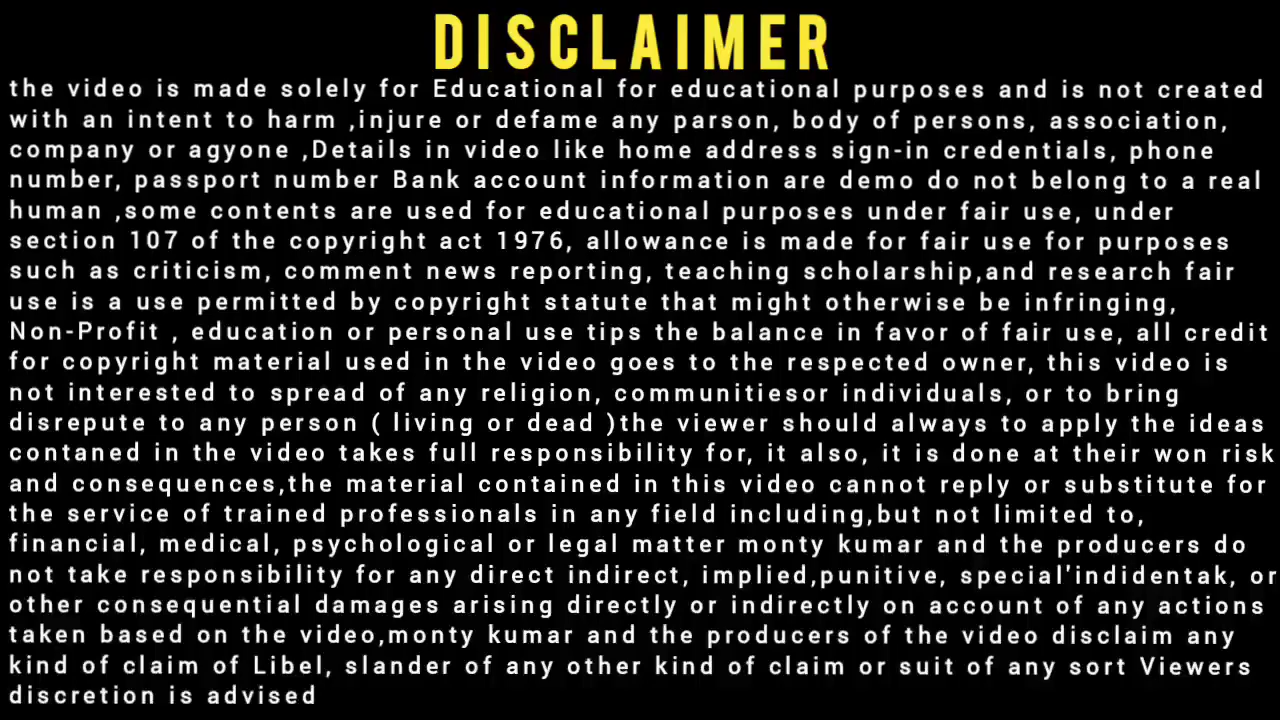 DISCLAIMER
the video is made solely for Educational for educational purposes and is not created
with an intent to harm ,injure or defame any parson, body of persons, association,
company or agyone ,Details in video like home address sign-in credentials, phone
number, passport number Bank account information are demo do not belong to a real
human ,some contents are used for educational purposes under fair use, under
section 107 of the copyright act 1976, allowance is made for fair use for purposes
such as criticism, comment news reporting, teaching scholarship,and research fair
use is a use permitted by copyright statute that might otherwise be infringing,
Non-Profit , education or personal use tips the balance in favor of fair use, all credit
for copyright material used in the video goes to the respected owner, this video is
not interested to spread of any religion, communitiesor individuals, or to bring
disrepute to any person ( living or dead )the viewer should always to apply the ideas
contaned in the video takes full responsibility for, it also, it is done at their won risk
and consequences,the material contained in this video cannot reply or substitute for
the service of trained professionals in any field including,but not limited to,
financial, medical, psychological or legal matter monty kumar and the producers do
not take responsibility for any direct indirect, implied,punitive, special'indidentak, or
other consequential damages arising directly or indirectly on account of any actions
taken based on the video,monty kumar and the producers of the video disclaim any
kind of claim of Libel, slander of any other kind of claim or suit of any sort Viewers
discretion is advised